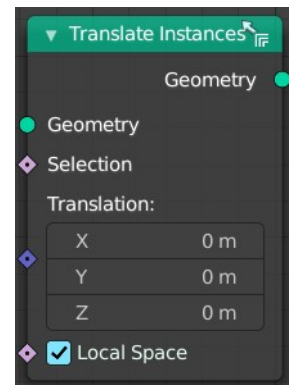 Translate Instances
Geometry
Geometry
Selection
Translation:
X 0 m
Y 0 m
Z 0 m
Local Space